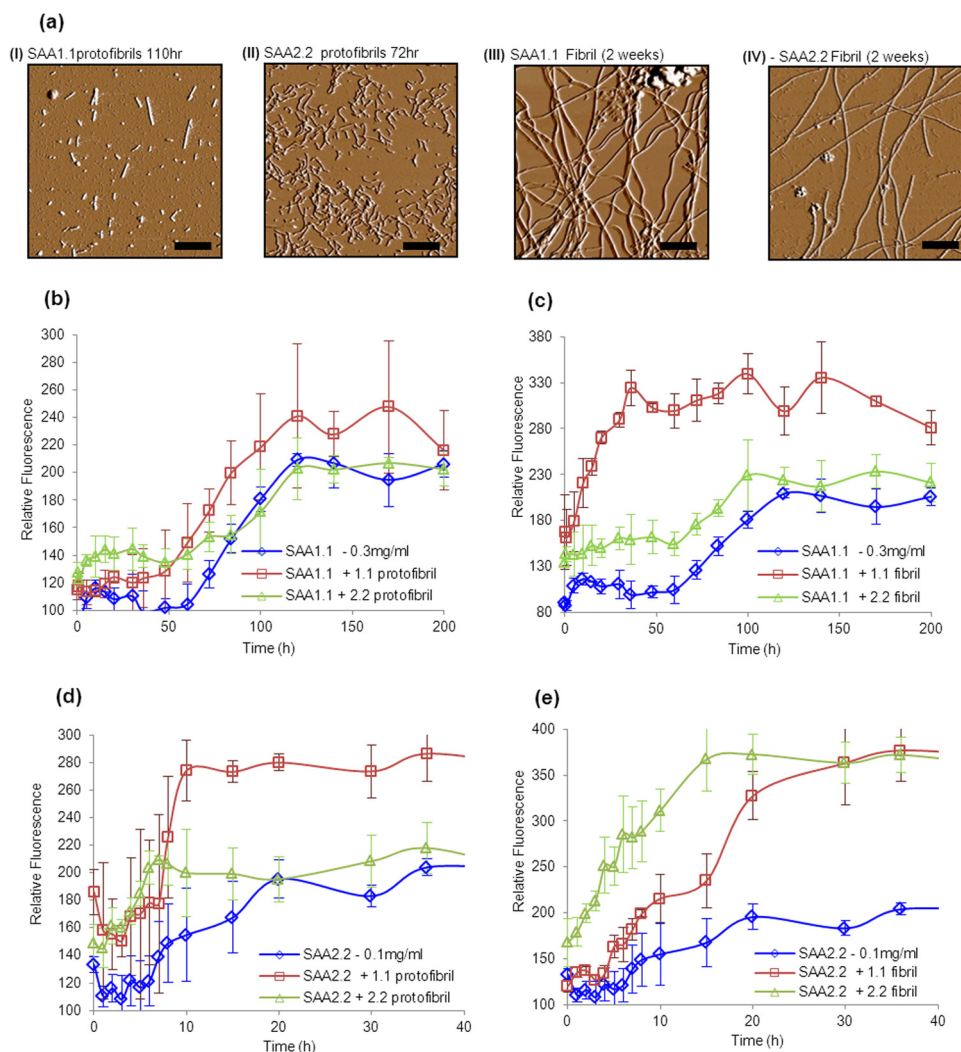 (a)
(I) SAA1.1protofibrils 110hr
(II) SAA2.2 protofibrils 72hr
(III) SAA1.1 Fibril (2 weeks)
(IV) - SAA2.2 Fibril (2 weeks)
(b)
300
280
260
240
220
200
180
160
140
120
100
Relative Fluorescence
SAA1.1 - 0.3mg/ml
SAA1.1 + 1.1 protofibril
SAA1.1 + 2.2 protofibril
0 50 100 150 200
Time (h)
(c)
380
330
280
230
180
130
80
Relative Fluorescence
SAA1.1 - 0.3mg/ml
SAA1.1 + 1.1 fibril
SAA1.1 + 2.2 fibril
0 50 100 150 200
Time (h)
(d)
300
280
260
240
220
200
180
160
140
120
100
Relative Fluorescence
SAA2.2 - 0.1mg/ml
SAA2.2 + 1.1 protofibril
SAA2.2 + 2.2 protofibril
0 10 20 30 40
Time (h)
(e)
400
350
300
250
200
150
100
Relative Fluorescence
SAA2.2 - 0.1mg/ml
SAA2.2 + 1.1 fibril
SAA2.2 + 2.2 fibril
0 10 20 30 40
Time (h)